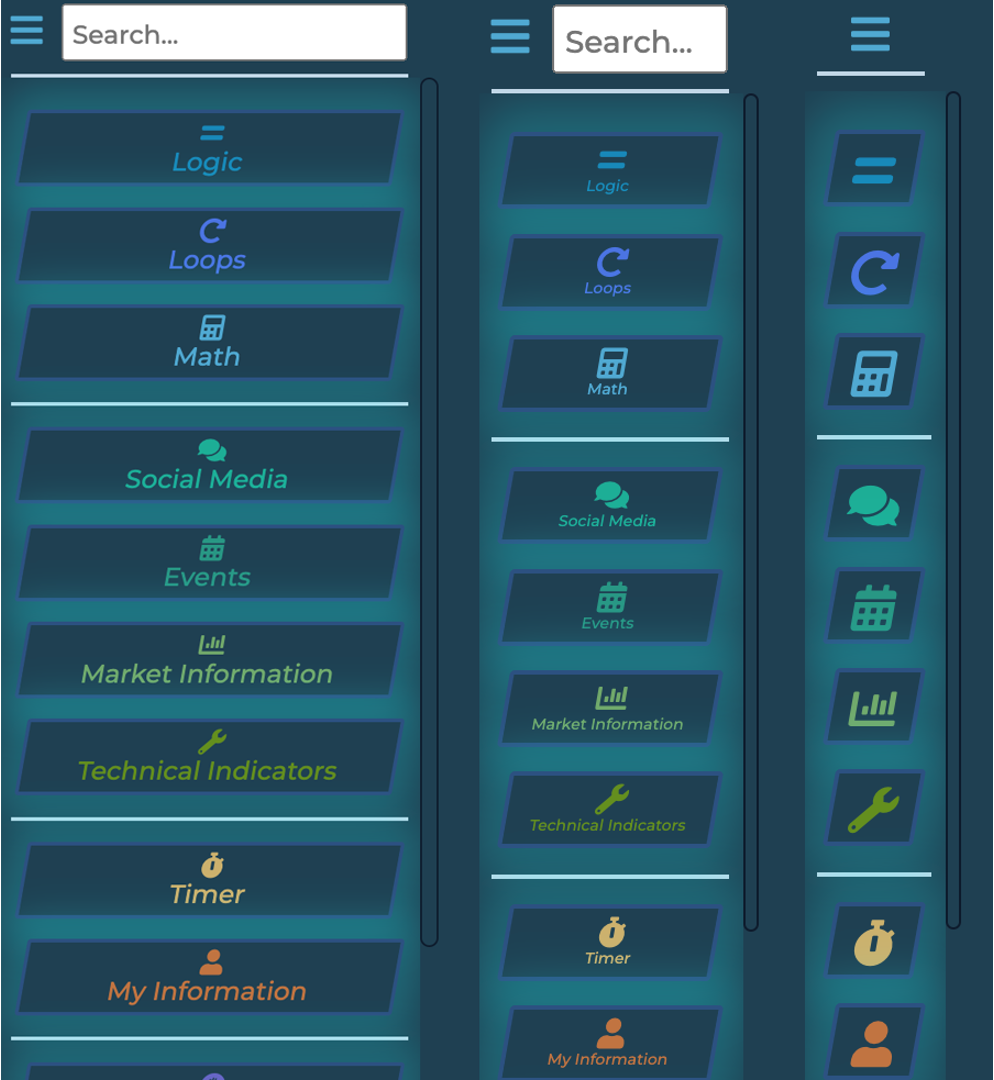 Search...
Logic
Loops
Math
Social Media
Events
Market Information
Technical Indicators
Timer
My Information
Search...
Logic
Loops
Math
Social Media
Events
Market Information
Technical Indicators
Timer
My Information